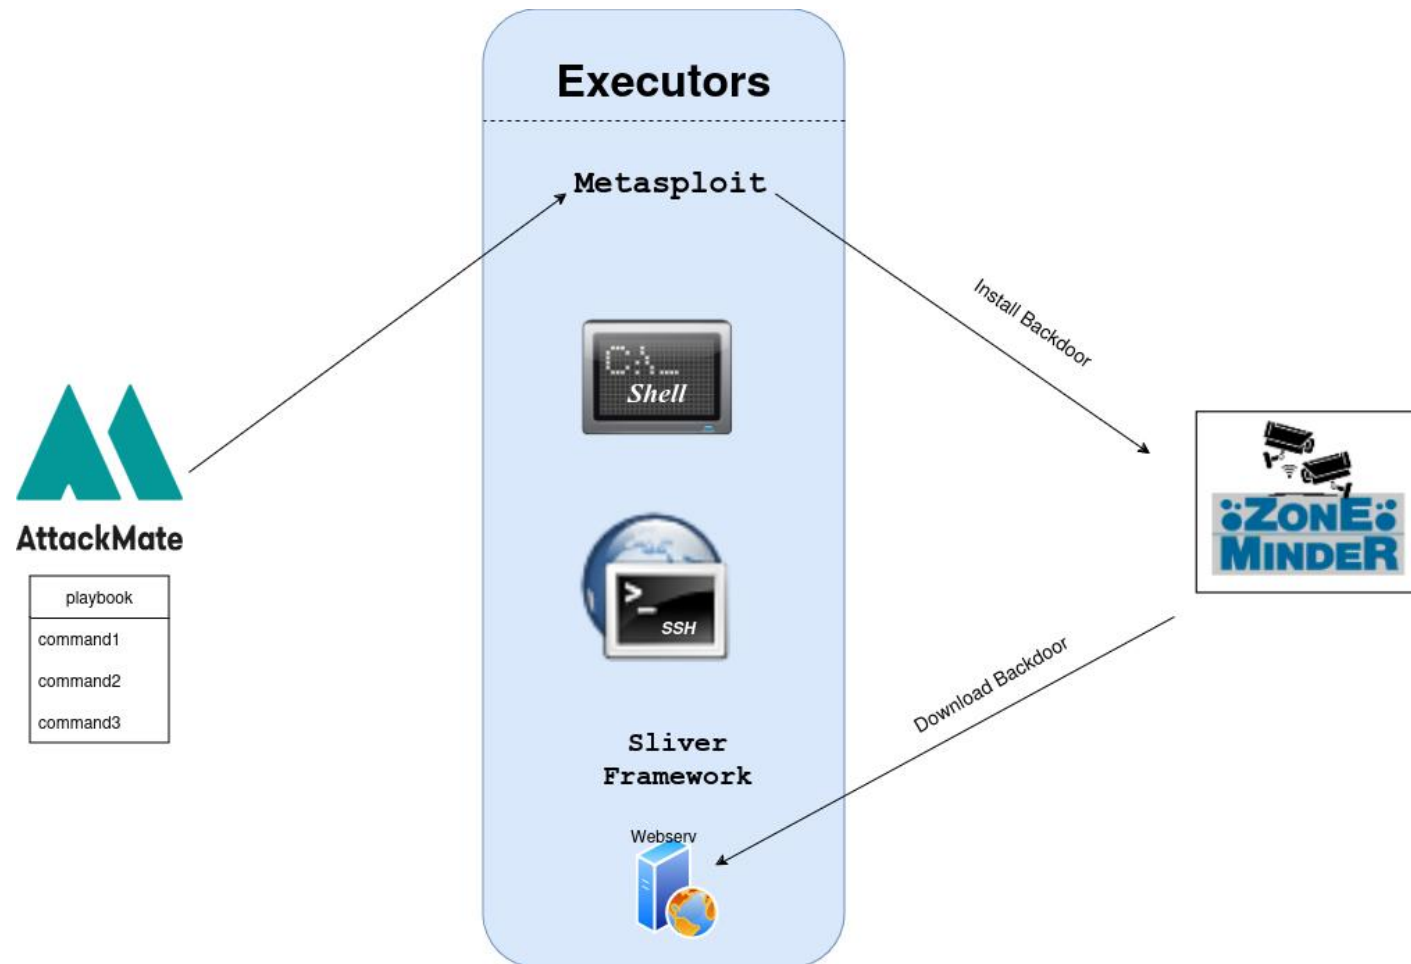 Executors
Metasploit
Install Backdoor
C:\_
Shell
AttackMate
playbook
command1
command2
command3
>_
SSH
ZONE
MINDER
Download Backdoor
Sliver
Framework
Webserv